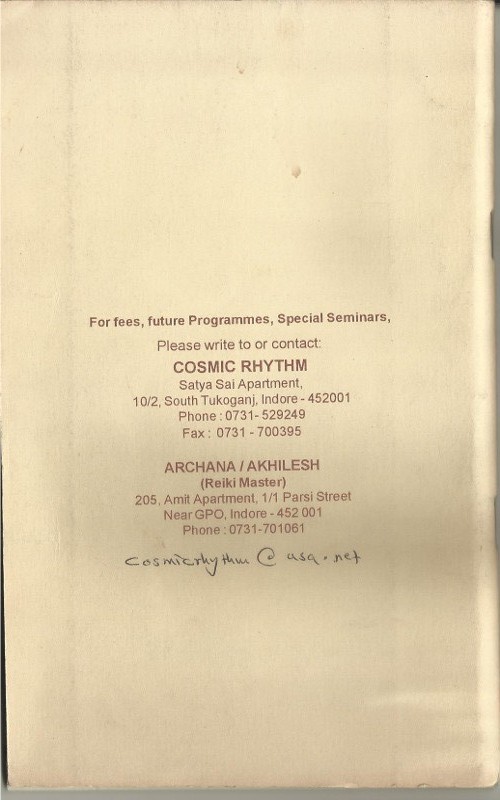 For fees, future Programmes, Special Seminars,
Please write to or contact:
COSMIC RHYTHM
Satya Sai Apartment,
10/2, South Tukoganj, Indore - 452001
Phone : 0731- 529249
Fax : 0731 - 700395
ARCHANA / AKHILESH
(Reiki Master)
205, Amit Apartment, 1/1 Parsi Street
Near GPO, Indore - 452 001
Phone : 0731-701061
cosmicrhythm @ usa.net